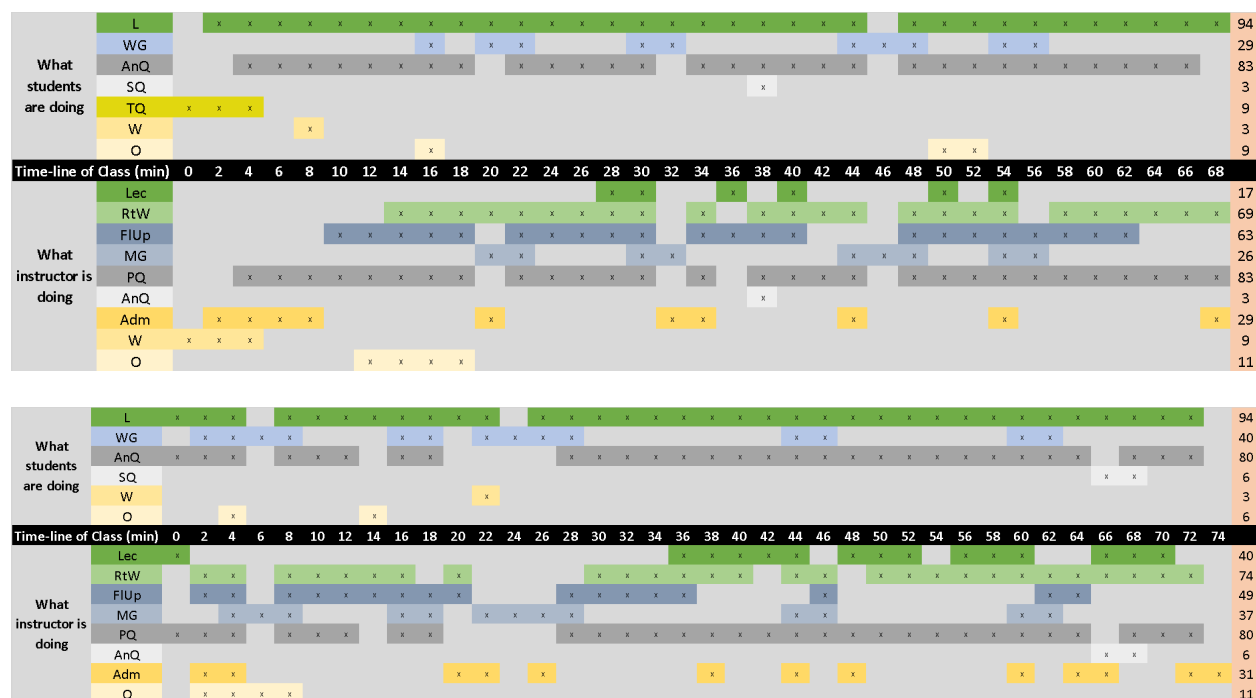 What students are doing
L x x x x x x x x x x x x x x x x x x x x x x x x x x x x x x x x x 94
WG x x x x x x x x x x 29
AnQ x x x x x x x x x x x x x x x x x x x x x x x x x x x x x 83
SQ x 3
TQ x x x 9
W x 3
O x x x 9
Time-line of Class (min) 0 2 4 6 8 10 12 14 16 18 20 22 24 26 28 30 32 34 36 38 40 42 44 46 48 50 52 54 56 58 60 62 64 66 68
What instructor is doing
Lec x x x x x x 17
RtW x x x x x x x x x x x x x x x x x x x x x x x x 69
FlUp x x x x x x x x x x x x x x x x x x x x x x 63
MG x x x x x x x x x 26
PQ x x x x x x x x x x x x x x x x x x x x x x x x x x x x x 83
AnQ x 3
Adm x x x x x x x x x x 29
W x x x 9
O x x x x 11
What students are doing
L x x x x x x x x x x x x x x x x x x x x x x x x x x x x x x x x x x x 94
WG x x x x x x x x x x x x x x 40
AnQ x x x x x x x x x x x x x x x x x x x x x x x x x x x x x x 80
SQ x x 6
W x 3
O x x 6
Time-line of Class (min) 0 2 4 6 8 10 12 14 16 18 20 22 24 26 28 30 32 34 36 38 40 42 44 46 48 50 52 54 56 58 60 62 64 66 68 70 72 74
What instructor is doing
Lec x x x x x x x x x x x x x x x x 40
RtW x x x x x x x x x x x x x x x x x x x x x x x x x x x x 74
FlUp x x x x x x x x x x x x x x x x x 49
MG x x x x x x x x x x x x x 37
PQ x x x x x x x x x x x x x x x x x x x x x x x x x x x x x x 80
AnQ x x 6
Adm x x x x x x x x x x x x x 31
O x x x x 11